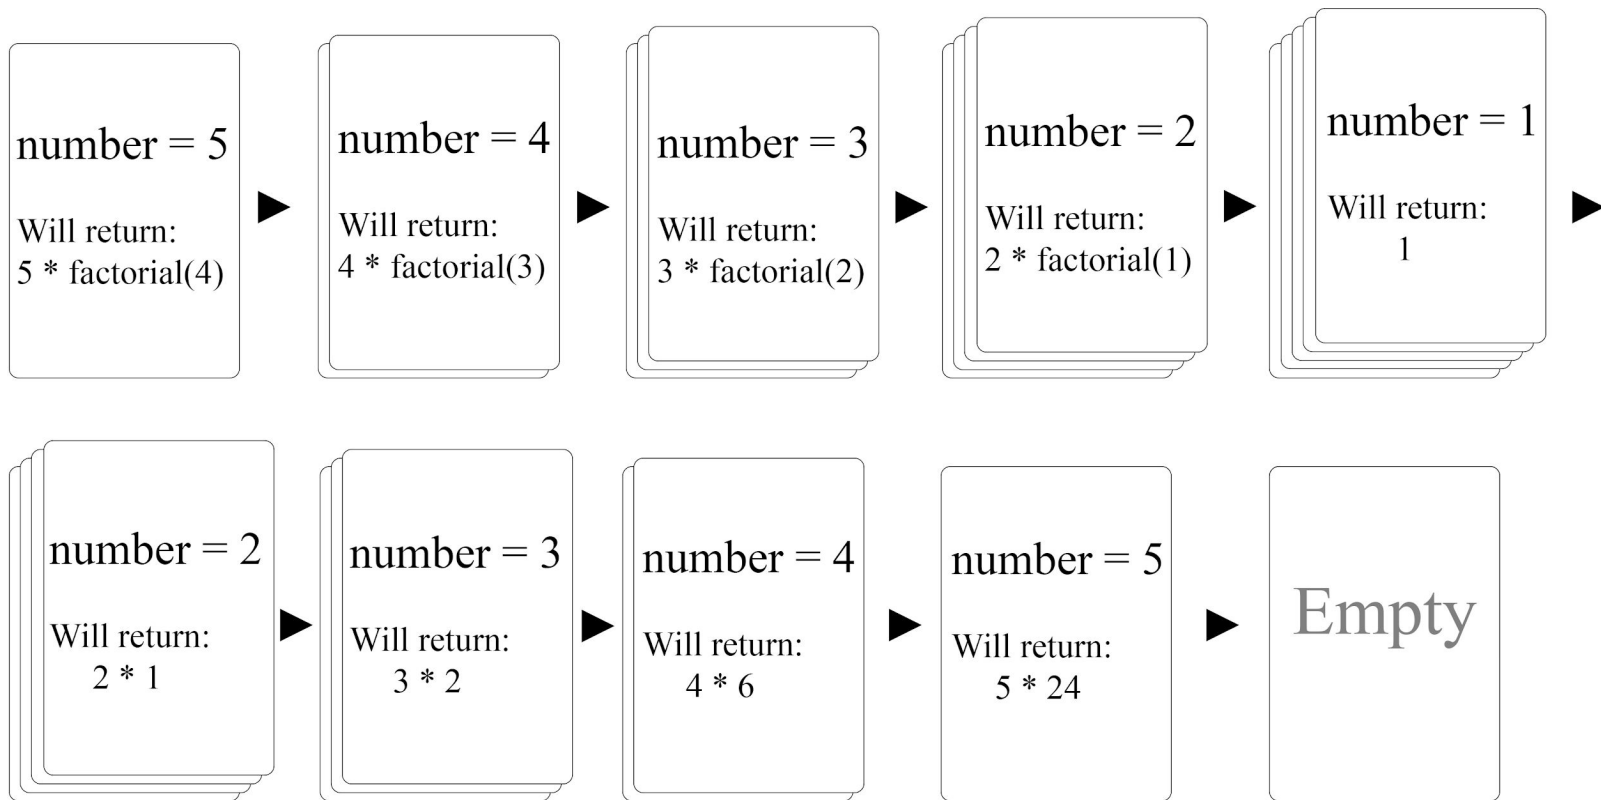 number = 5
Will return:
5 * factorial(4)
number = 4
Will return:
4 * factorial(3)
number = 3
Will return:
3 * factorial(2)
number = 2
Will return:
2 * factorial(1)
number = 1
Will return:
1
number = 2
Will return:
2 * 1
number = 3
Will return:
3 * 2
number = 4
Will return:
4 * 6
number = 5
Will return:
5 * 24
Empty